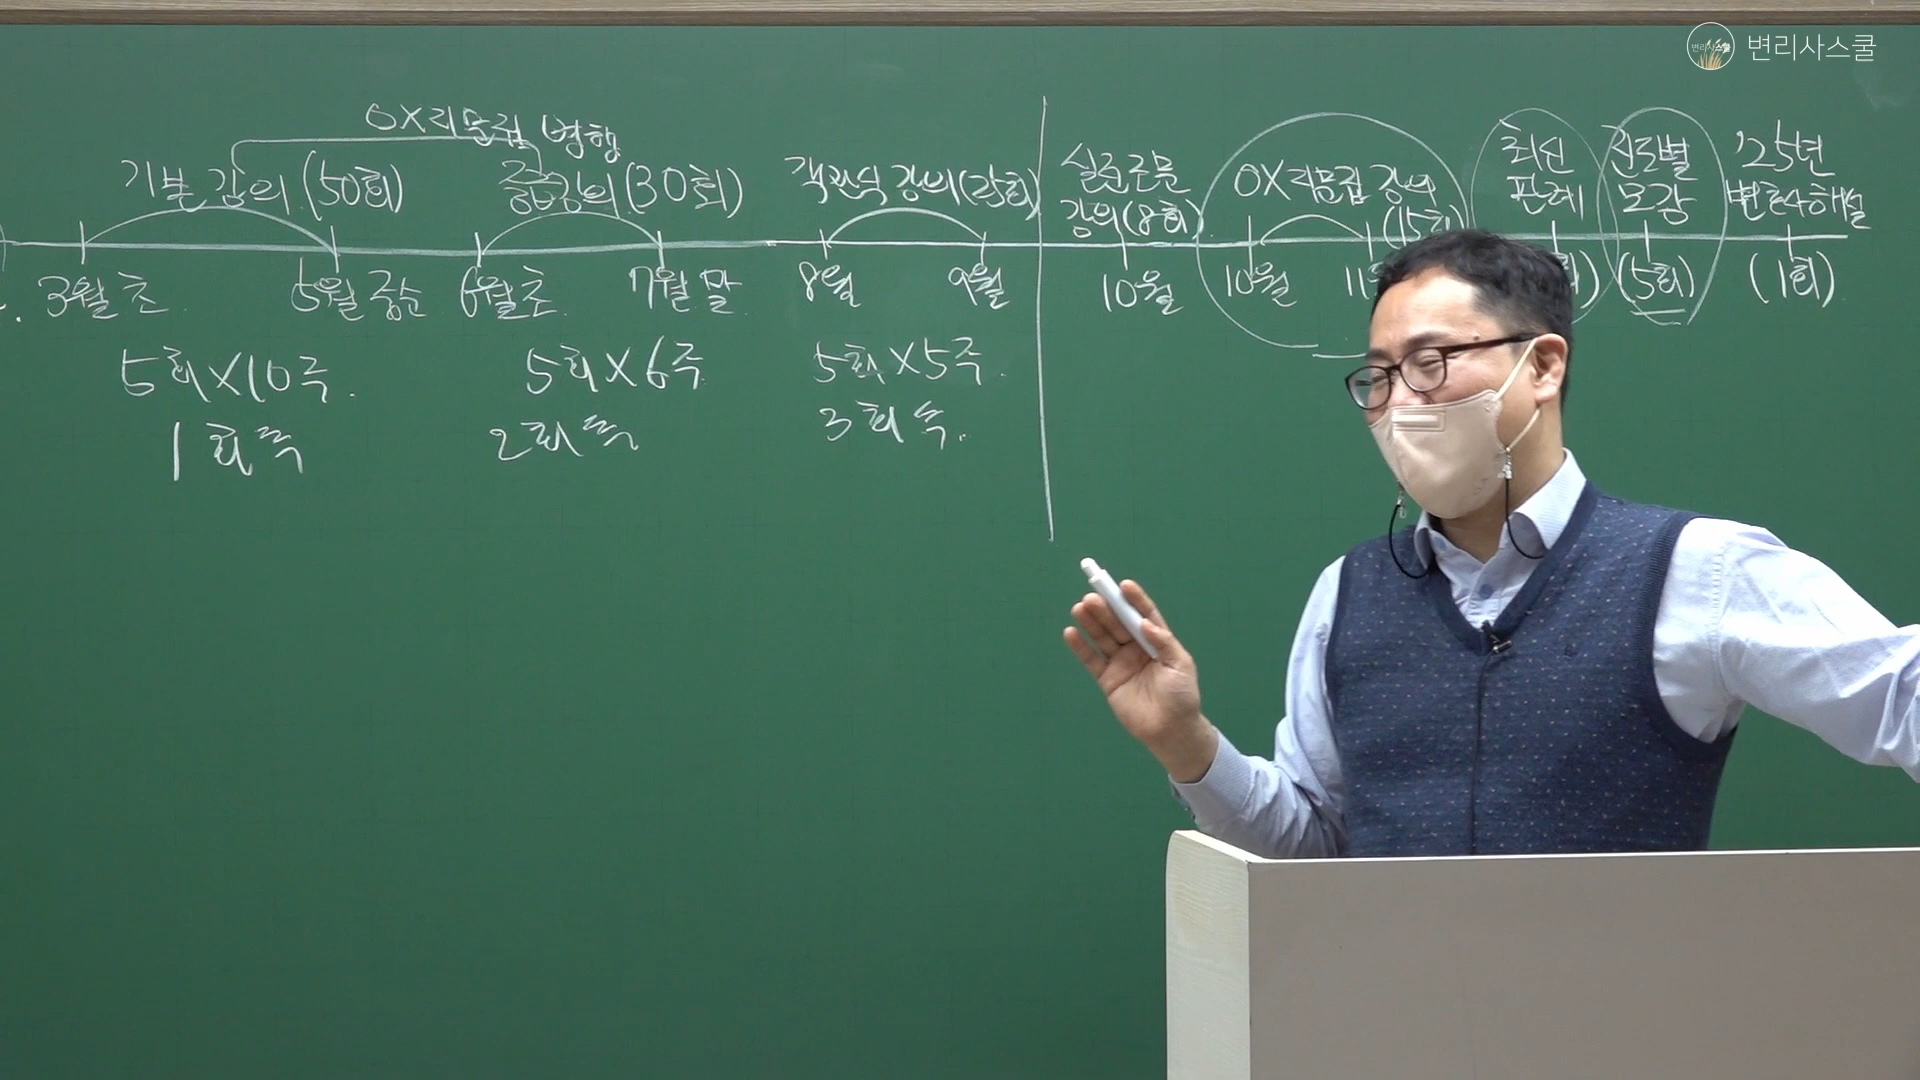 변리사스쿨
OX리문집 병행
기본강의 (50회)
중급강의 (30회)
객관식 강의 (25회)
실전문
강의 (8회)
OX리문집 강의
(15회)
최신
판례
진도별
모강
'25년
변호사해설
3월 초
5월 중순
6월 초
7월 말
8월
9월
10월
10월
11
(5회)
(1회)
5회X10주.
5회X6주
5회X5주.
1회독
2회독
3회독.